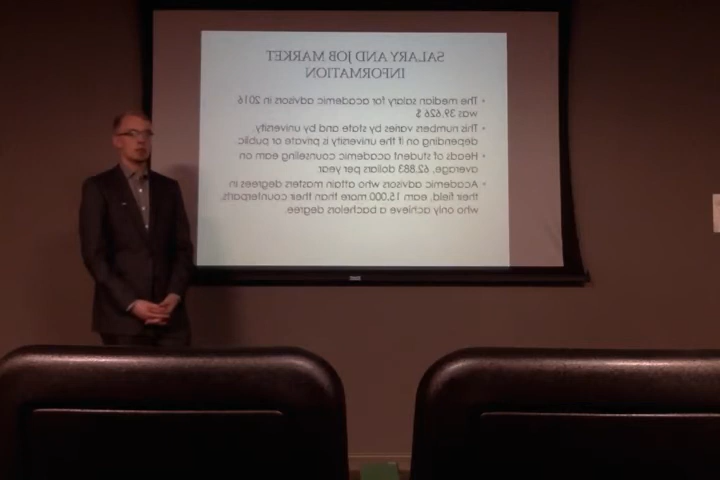 SALARY AND JOB MARKET
INFORMATION
• The median salary for academic advisors in 2016
was 39,626 $
• This numbers varies by state and by university,
depending on if the university is private or public
• Heads of student academic counseling earn on
average, 62,883 dollars per year.
• Academic advisors who attain masters degrees in
their field, earn 15,000 more than their counterparts,
who only achieve a bachelors degree.